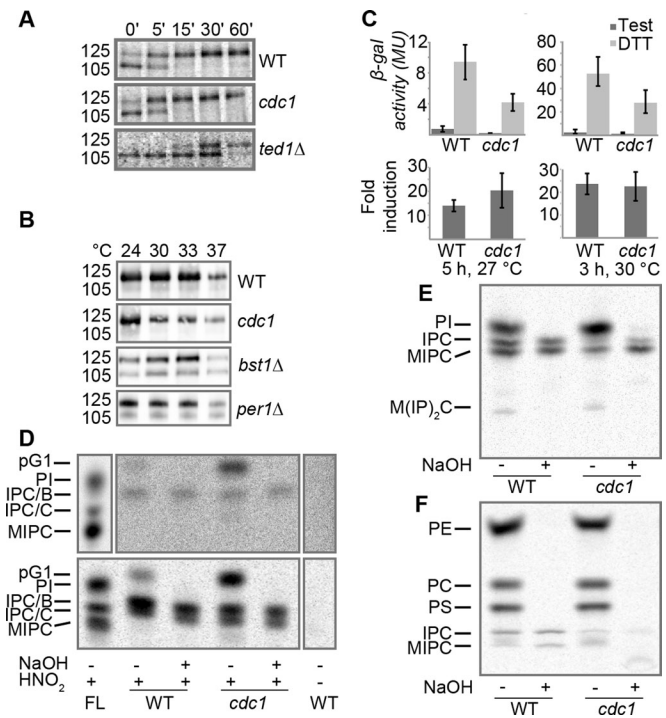 A
0' 5' 15' 30' 60'
125
105
WT
125
105
cdc1
125
105
ted1Δ
B
°C 24 30 33 37
125
105
WT
125
105
cdc1
125
105
bst1Δ
125
105
per1Δ
C
Test
DTT
β-gal
activity (MU)
12
8
4
WT cdc1
80
60
40
20
WT cdc1
Fold
induction
30
20
10
WT cdc1
5 h, 27 °C
30
20
10
WT cdc1
3 h, 30 °C
D
pG1
PI
IPC/B
IPC/C
MIPC
pG1
PI
IPC/B
IPC/C
MIPC
NaOH - - + - + -
HNO2 + + + + + -
FL WT cdc1 WT
E
PI
IPC
MIPC
M(IP)2C
NaOH - + - +
WT cdc1
F
PE
PC
PS
IPC
MIPC
NaOH - + - +
WT cdc1